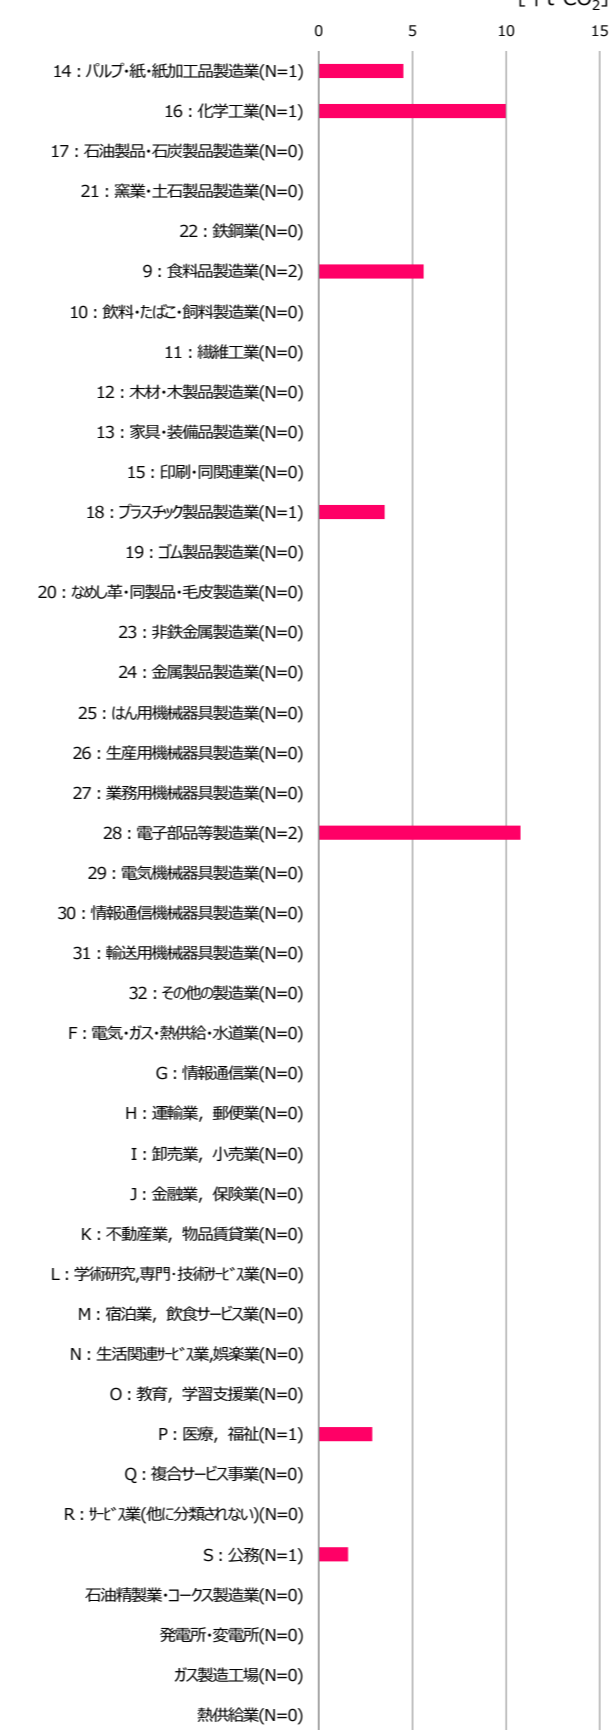 0 5 10 15
14：パルプ・紙・紙加工品製造業(N=1)
16：化学工業(N=1)
17：石油製品・石炭製品製造業(N=0)
21：窯業・土石製品製造業(N=0)
22：鉄鋼業(N=0)
9：食料品製造業(N=2)
10：飲料・たばこ・飼料製造業(N=0)
11：繊維工業(N=0)
12：木材・木製品製造業(N=0)
13：家具・装備品製造業(N=0)
15：印刷・同関連業(N=0)
18：プラスチック製品製造業(N=1)
19：ゴム製品製造業(N=0)
20：なめし革・同製品・毛皮製造業(N=0)
23：非鉄金属製造業(N=0)
24：金属製品製造業(N=0)
25：はん用機械器具製造業(N=0)
26：生産用機械器具製造業(N=0)
27：業務用機械器具製造業(N=0)
28：電子部品等製造業(N=2)
29：電気機械器具製造業(N=0)
30：情報通信機械器具製造業(N=0)
31：輸送用機械器具製造業(N=0)
32：その他の製造業(N=0)
F：電気・ガス・熱供給・水道業(N=0)
G：情報通信業(N=0)
H：運輸業，郵便業(N=0)
I：卸売業，小売業(N=0)
J：金融業，保険業(N=0)
K：不動産業，物品賃貸業(N=0)
L：学術研究,専門・技術ｻｰﾋﾞｽ業(N=0)
M：宿泊業，飲食サービス業(N=0)
N：生活関連ｻｰﾋﾞｽ業,娯楽業(N=0)
O：教育，学習支援業(N=0)
P：医療，福祉(N=1)
Q：複合サービス事業(N=0)
R：ｻｰﾋﾞｽ業(他に分類されない)(N=0)
S：公務(N=1)
石油精製業・コークス製造業(N=0)
発電所・変電所(N=0)
ガス製造工場(N=0)
熱供給業(N=0)